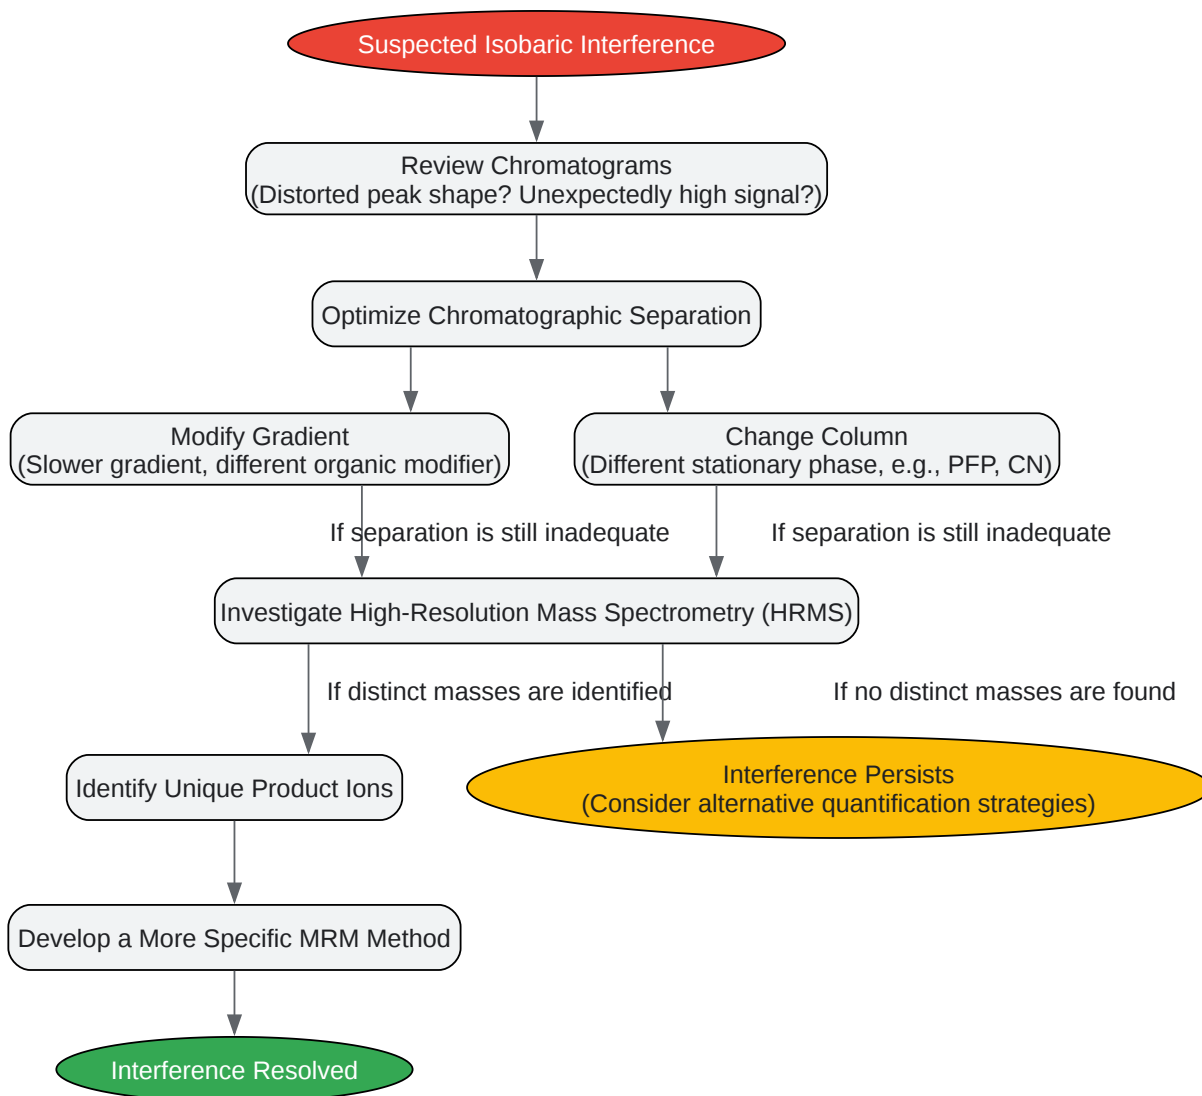 Suspected Isobaric Interference
Review Chromatograms
(Distorted peak shape? Unexpectedly high signal?)
Optimize Chromatographic Separation
Modify Gradient
(Slower gradient, different organic modifier)
Change Column
(Different stationary phase, e.g., PFP, CN)
If separation is still inadequate
If separation is still inadequate
Investigate High-Resolution Mass Spectrometry (HRMS)
If distinct masses are identified
If no distinct masses are found
Identify Unique Product Ions
Interference Persists
(Consider alternative quantification strategies)
Develop a More Specific MRM Method
Interference Resolved